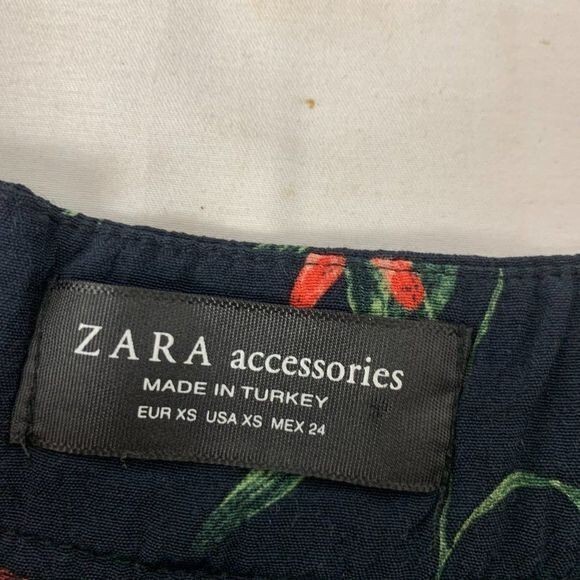 ZARA accessories
MADE IN TURKEY
EUR XS USA XS MEX 24